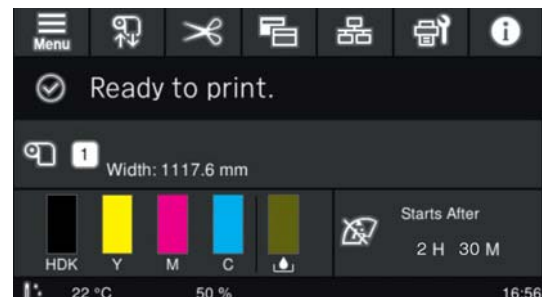 Menu
Ready to print.
1
Width: 1117.6 mm
HDK Y M C
Starts After
2 H 30 M
22 °C 50 % 16:56